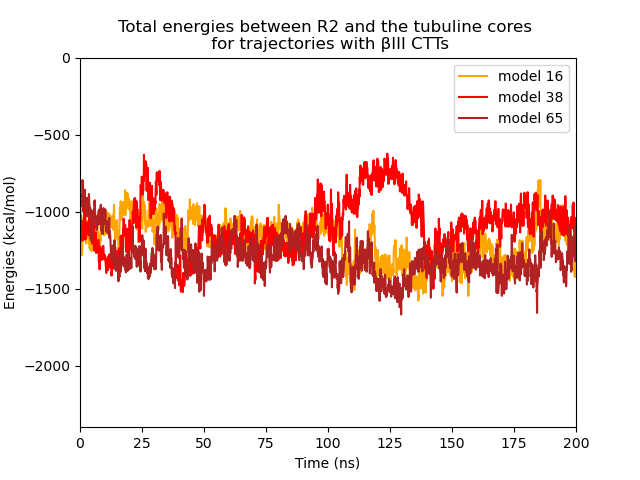 Total energies between R2 and the tubuline cores
for trajectories with βIII CTTs
model 16
model 38
model 65
Energies (kcal/mol)
0
−500
−1000
−1500
−2000
0 25 50 75 100 125 150 175 200
Time (ns)